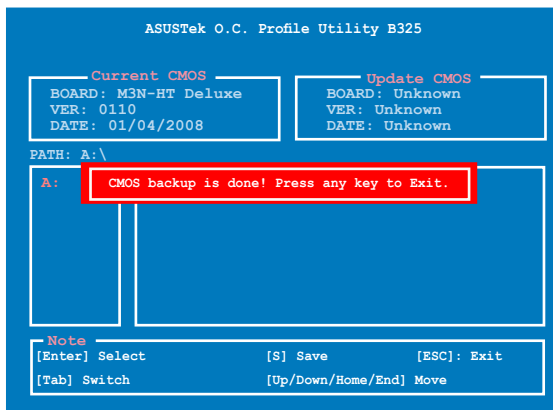 ASUSTek O.C. Profile Utility B325
Current CMOS
BOARD: M3N-HT Deluxe
VER: 0110
DATE: 01/04/2008
Update CMOS
BOARD: Unknown
VER: Unknown
DATE: Unknown
PATH: A:\
A:
CMOS backup is done! Press any key to Exit.
Note
[Enter] Select [S] Save [ESC]: Exit
[Tab] Switch [Up/Down/Home/End] Move